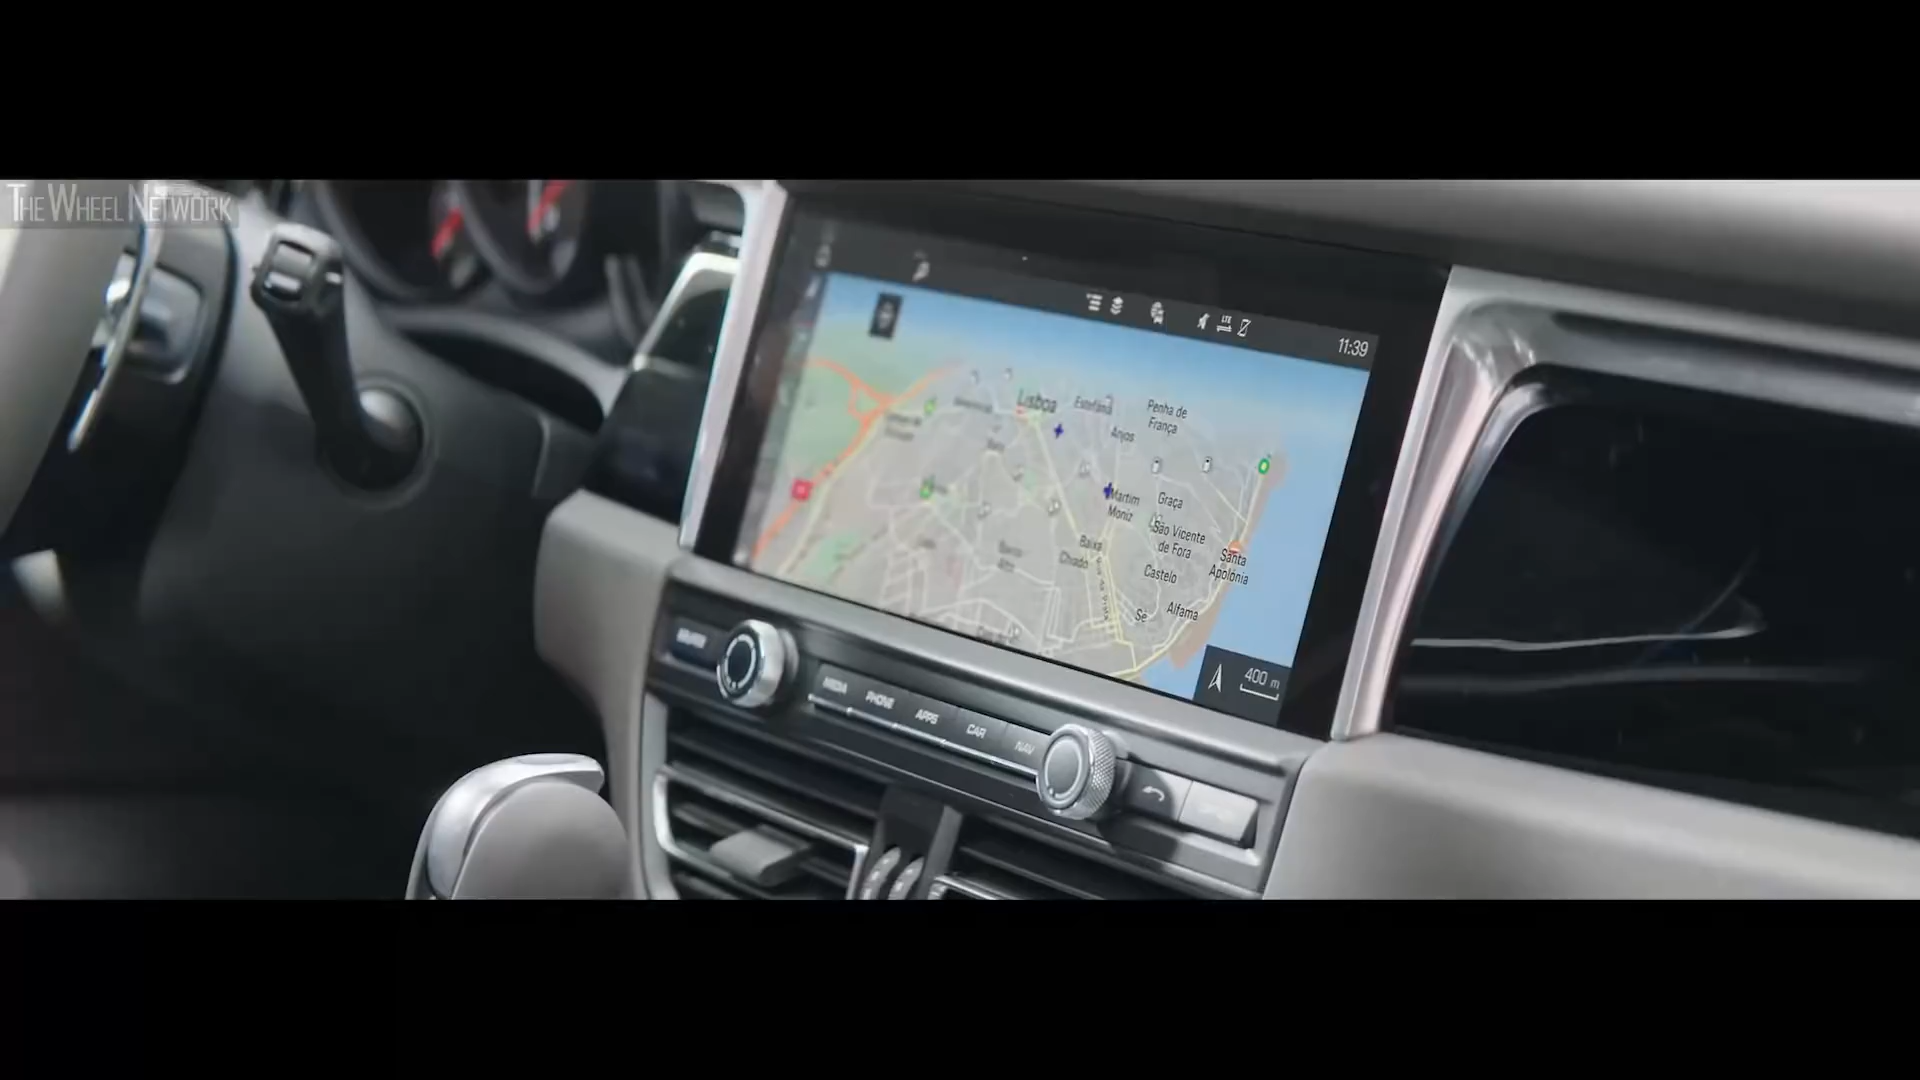 THE WHEEL NETWORK
LTE
11:39
Lisboa
Estefânia
Penha de
França
Anjos
Martim
Moniz
Graça
São Vicente
de Fora
Santa
Apolónia
Baixa
Chiado
Castelo
Sé
Alfama
400 m
MEDIA
PHONE
APPS
CAR
NAV